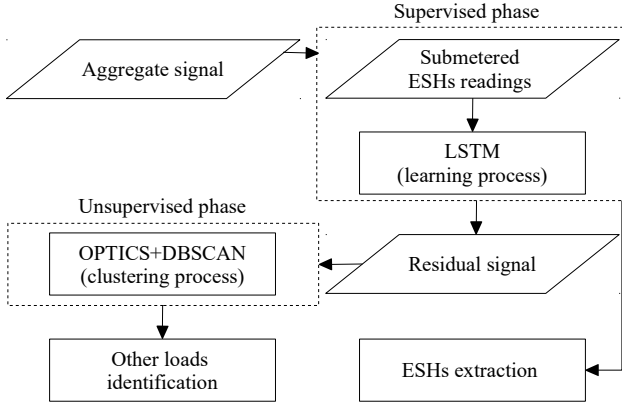 Supervised phase
Aggregate signal
Submetered
ESHs readings
LSTM
(learning process)
Unsupervised phase
OPTICS+DBSCAN
(clustering process)
Residual signal
Other loads
identification
ESHs extraction